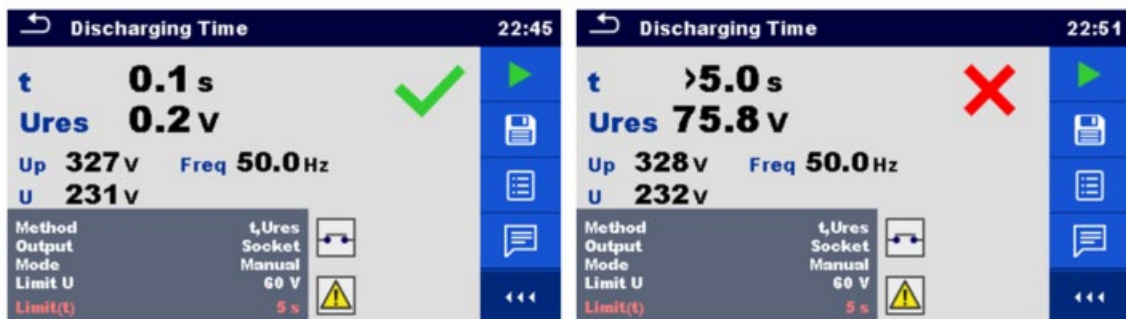 Discharging Time 22:45
t 0.1 s
Ures 0.2 V
Up 327 V Freq 50.0 Hz
U 231 V
Method t,Ures
Output Socket
Mode Manual
Limit U 60 V
Limit(t) 5 s
Discharging Time 22:51
t >5.0 s
Ures 75.8 V
Up 328 V Freq 50.0 Hz
U 232 V
Method t,Ures
Output Socket
Mode Manual
Limit U 60 V
Limit(t) 5 s